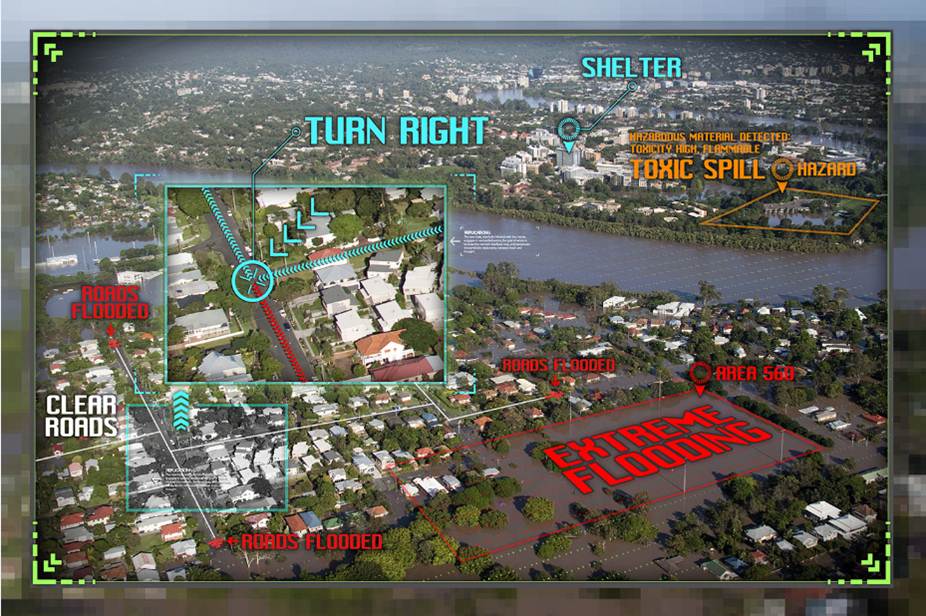 SHELTER
TURN RIGHT
HAZARDOUS MATERIAL DETECTED:
TOXICITY HIGH, FLAMMABLE
TOXIC SPILL
HAZARD
ROADS
FLOODED
ROADS FLOODED
AREA 560
CLEAR
ROADS
EXTREME
FLOODING
ROADS FLOODED